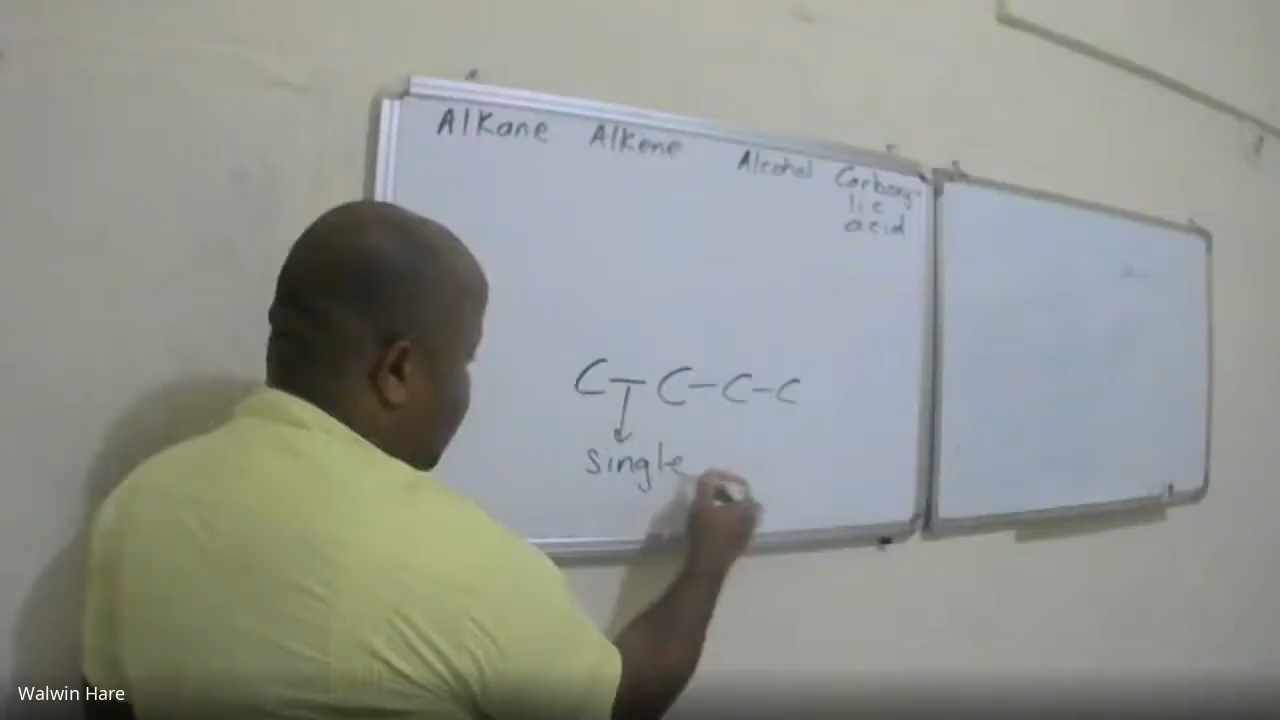 AlKane AlKene Alcohol Carboxy-
lic
acid
C-C-C-C
single
Walwin Hare